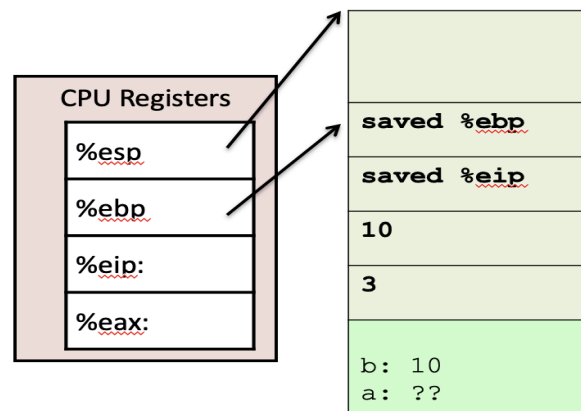 CPU Registers
%esp
%ebp
%eip:
%eax:
saved %ebp
saved %eip
10
3
b: 10
a: ??